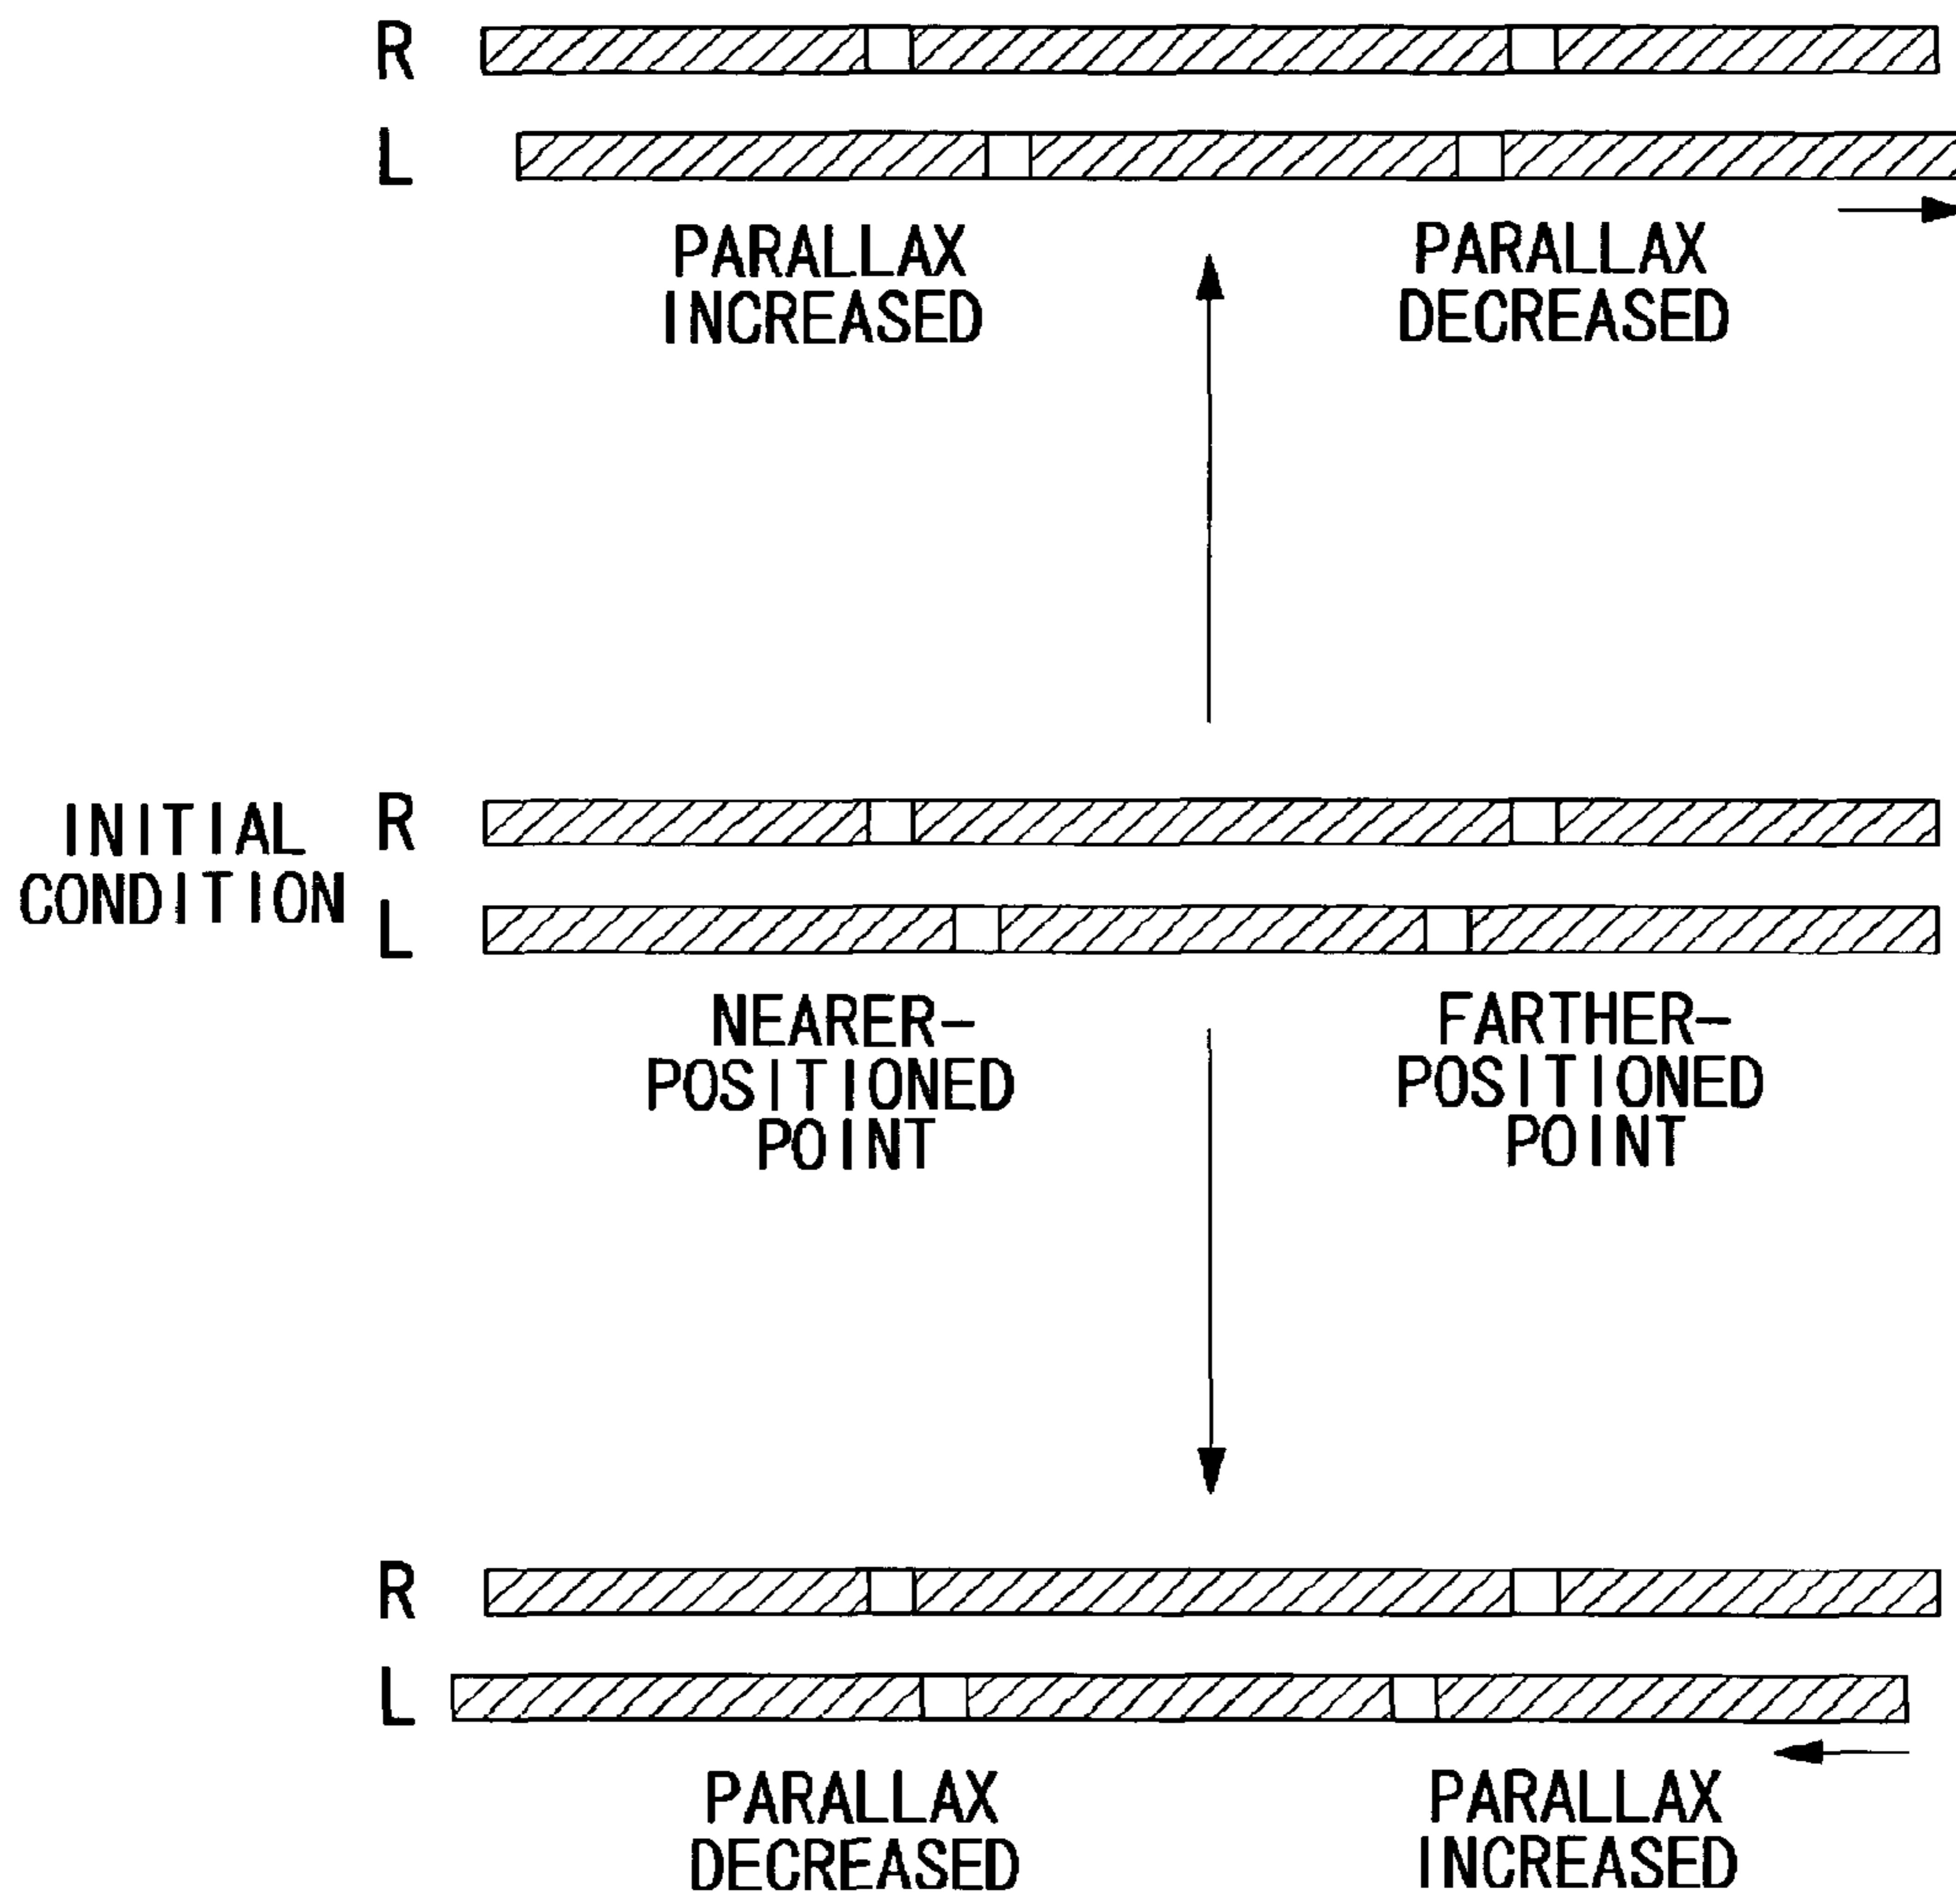 R
L
PARALLAX
INCREASED
PARALLAX
DECREASED
INITIAL
CONDITION
R
L
NEARER-
POSITIONED
POINT
FARTHER-
POSITIONED
POINT
R
L
PARALLAX
DECREASED
PARALLAX
INCREASED